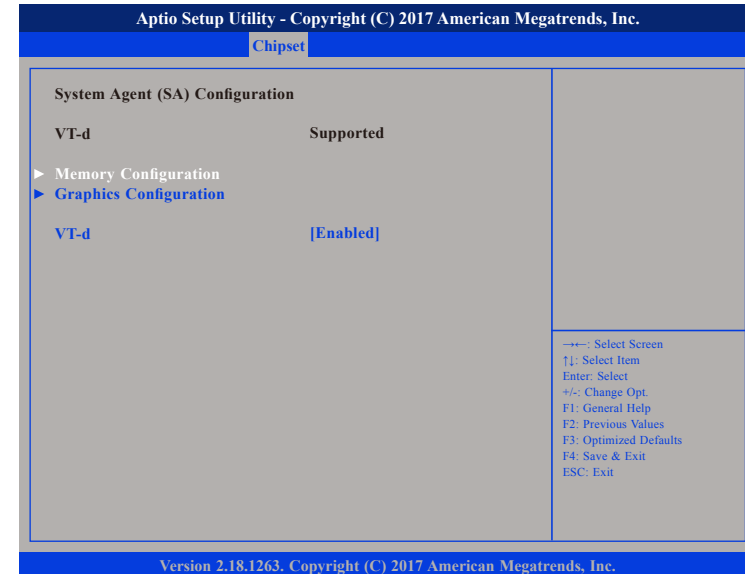 Aptio Setup Utility - Copyright (C) 2017 American Megatrends, Inc.
Chipset
System Agent (SA) Configuration
VT-d Supported
► Memory Configuration
► Graphics Configuration
VT-d [Enabled]
→←: Select Screen
↑↓: Select Item
Enter: Select
+/-: Change Opt.
F1: General Help
F2: Previous Values
F3: Optimized Defaults
F4: Save & Exit
ESC: Exit
Version 2.18.1263. Copyright (C) 2017 American Megatrends, Inc.